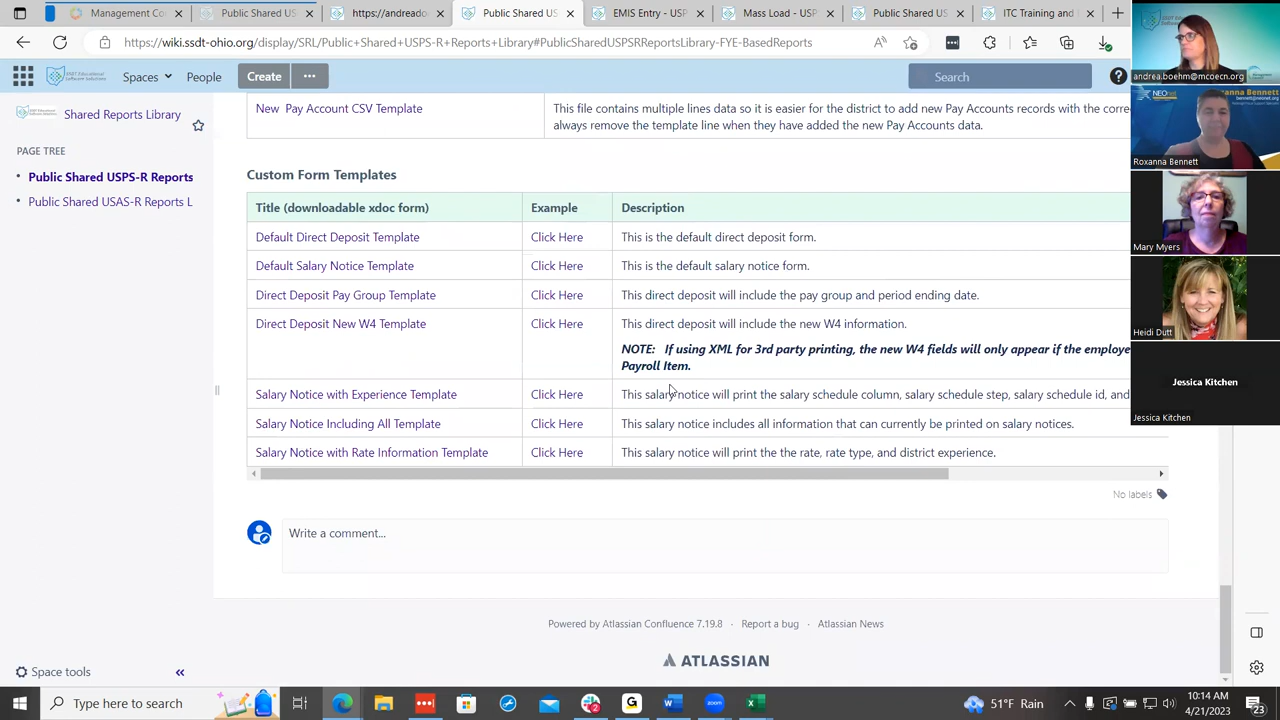 Management Co
https://danreado
Public Shared US
EMIS Entry - USP
Mass Load - USP
Public Shared US
ITC Training and
https://wiki.ssdt-ohio.org/display/SRL/Public+Shared+USPS-R+Reports+Library#PublicSharedUSPSRReportsLibrary-FYE-BasedReports
Spaces
People
Create
Search
Shared Reports Library
New Pay Account CSV Template
It contains multiple lines data so it is easier for the district to add new Pay Account records with the correc
always remove the template line when they have added the new Pay Accounts data.
PAGE TREE
Public Shared USPS-R Reports
Public Shared USAS-R Reports L
Custom Form Templates
Title (downloadable xdoc form) Example Description
Default Direct Deposit Template Click Here This is the default direct deposit form.
Default Salary Notice Template Click Here This is the default salary notice form.
Direct Deposit Pay Group Template Click Here This direct deposit will include the pay group and period ending date.
Direct Deposit New W4 Template Click Here This direct deposit will include the new W4 information.
NOTE: If using XML for 3rd party printing, the new W4 fields will only appear if the employe
Payroll Item.
Salary Notice with Experience Template Click Here This salary notice will print the salary schedule column, salary schedule step, salary schedule id, and
Salary Notice Including All Template Click Here This salary notice includes all information that can currently be printed on salary notices.
Salary Notice with Rate Information Template Click Here This salary notice will print the the rate, rate type, and district experience.
No labels
Write a comment...
Powered by Atlassian Confluence 7.19.8 · Report a bug · Atlassian News
ATLASSIAN
Space tools
andrea.boehm@mcoecn.org
NEOnet
anna Bennett
bennett@neonet.org
Roxanna Bennett
Mary Myers
Heidi Dutt
Jessica Kitchen
Jessica Kitchen
Type here to search
zoom
51°F Rain
10:14 AM
4/21/2023
23